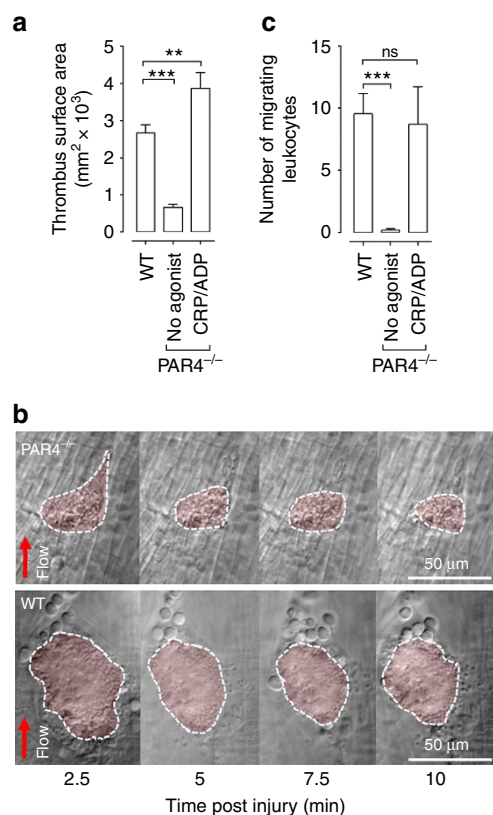 a
Thrombus surface area
(mm² × 10³)
5
4
3
2
1
0
**
***
WT
No agonist
CRP/ADP
PAR4⁻/⁻
c
Number of migrating
leukocytes
15
10
5
0
ns
***
WT
No agonist
CRP/ADP
PAR4⁻/⁻
b
PAR4⁻/⁻
Flow
50 μm
WT
Flow
50 μm
2.5 5 7.5 10
Time post injury (min)